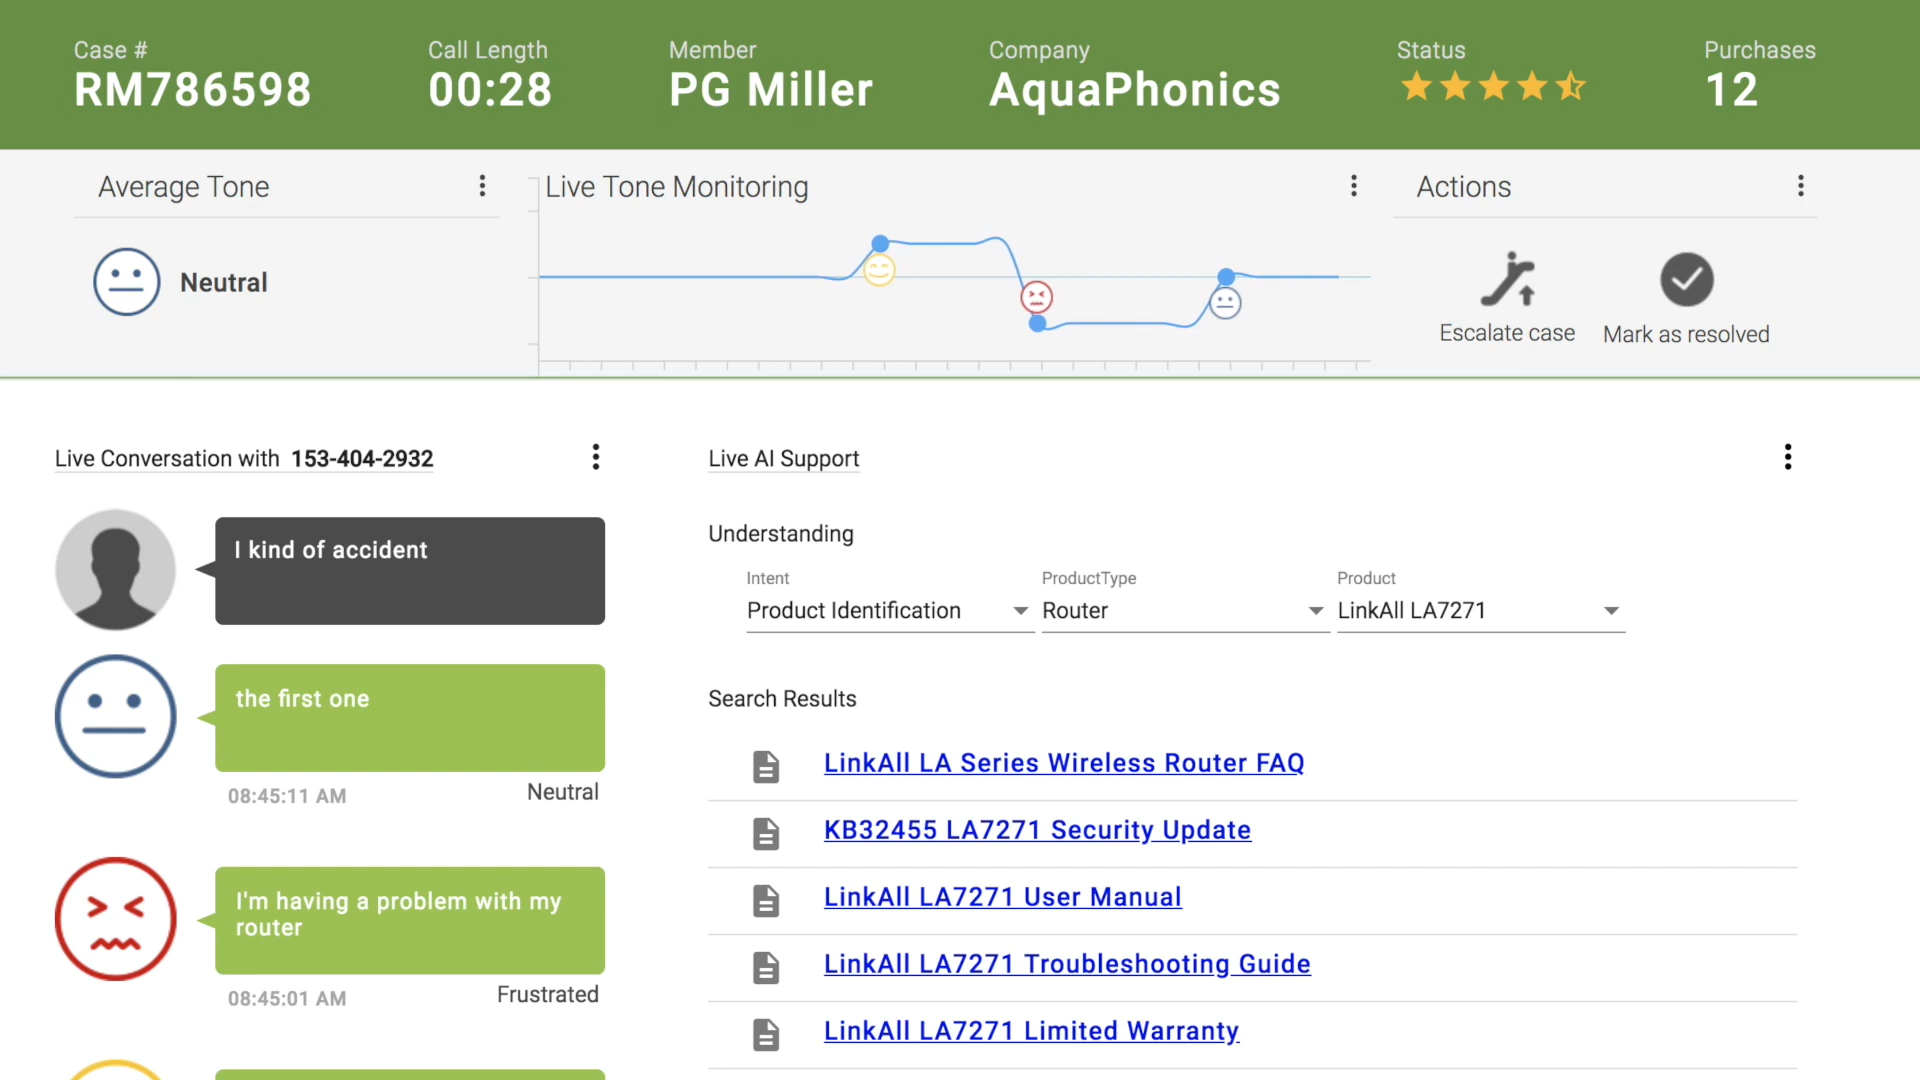 Case #
RM786598
Call Length
00:28
Member
PG Miller
Company
AquaPhonics
Status
Purchases
12
Average Tone
Neutral
Live Tone Monitoring
Actions
Escalate case
Mark as resolved
Live Conversation with 153-404-2932
I kind of accident
the first one
08:45:11 AM
Neutral
I'm having a problem with my
router
08:45:01 AM
Frustrated
Live AI Support
Understanding
Intent
Product Identification
ProductType
Router
Product
LinkAll LA7271
Search Results
LinkAll LA Series Wireless Router FAQ
KB32455 LA7271 Security Update
LinkAll LA7271 User Manual
LinkAll LA7271 Troubleshooting Guide
LinkAll LA7271 Limited Warranty